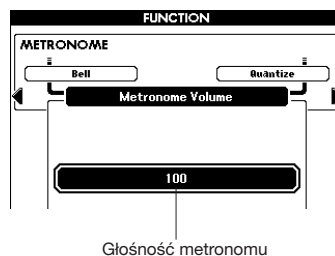 FUNCTION
METRONOME
Bell
Quantize
Metronome Volume
100
Głośność metronomu